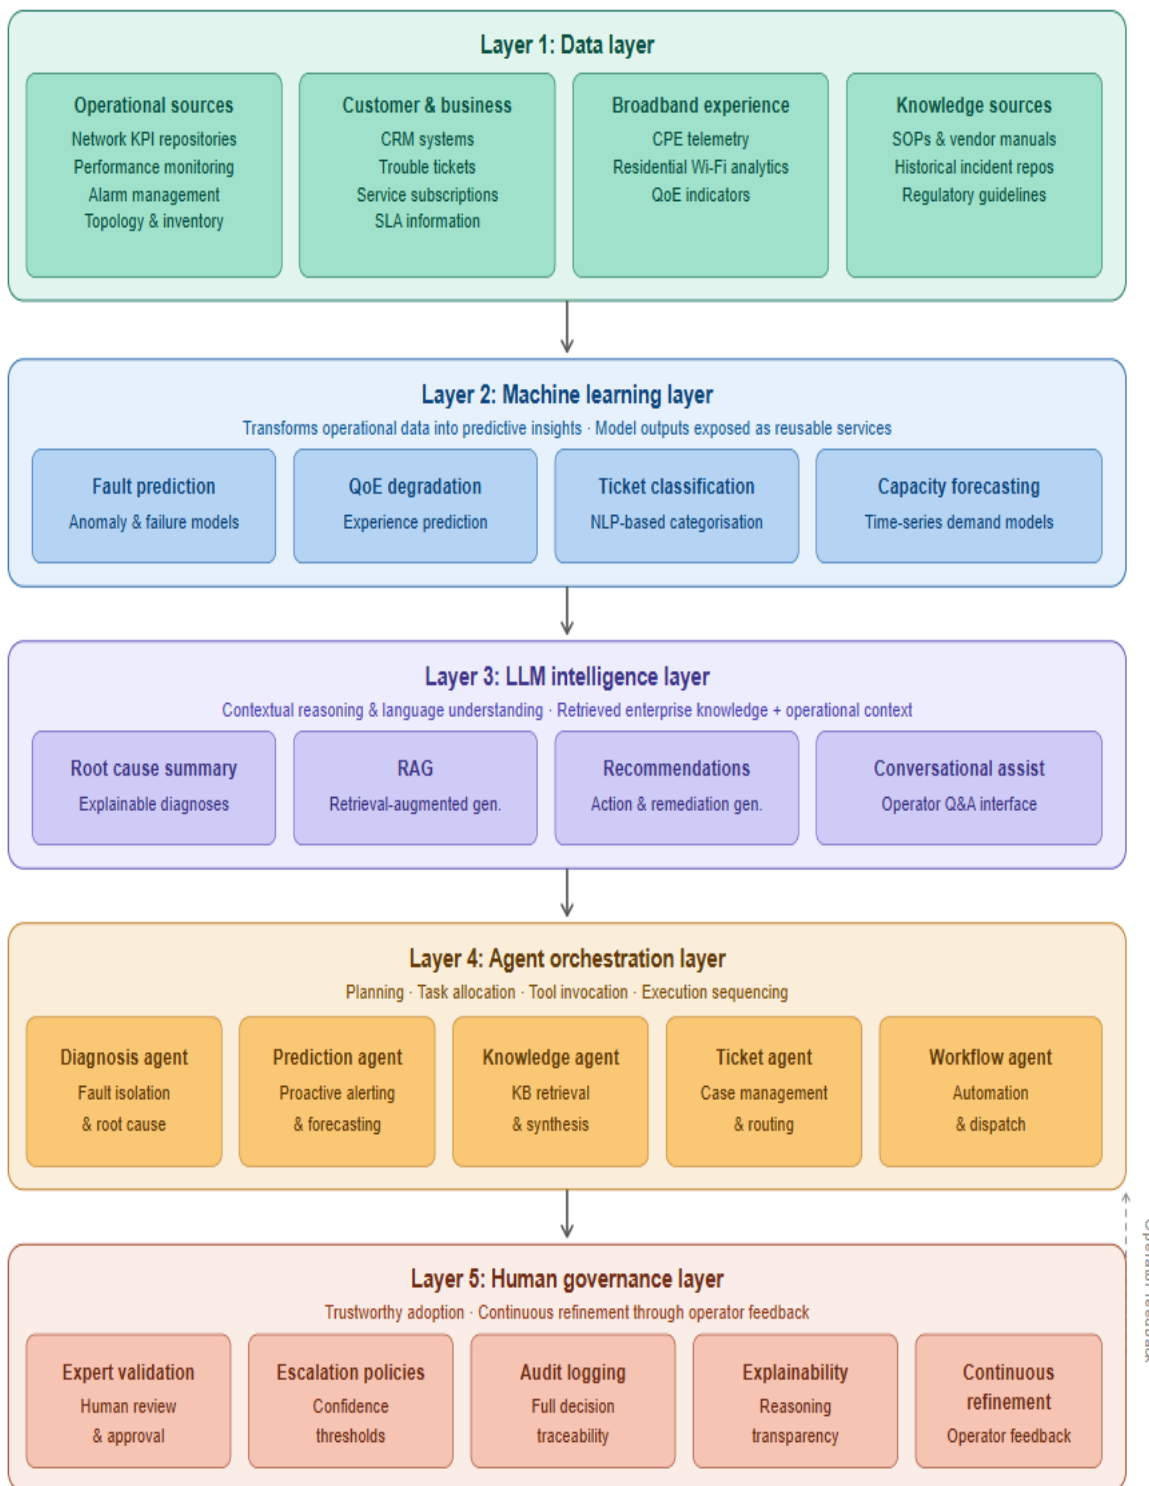 Layer 1: Data layer
Operational sources
Network KPI repositories
Performance monitoring
Alarm management
Topology & inventory
Customer & business
CRM systems
Trouble tickets
Service subscriptions
SLA information
Broadband experience
CPE telemetry
Residential Wi-Fi analytics
QoE indicators
Knowledge sources
SOPs & vendor manuals
Historical incident repos
Regulatory guidelines
Layer 2: Machine learning layer
Transforms operational data into predictive insights · Model outputs exposed as reusable services
Fault prediction
Anomaly & failure models
QoE degradation
Experience prediction
Ticket classification
NLP-based categorisation
Capacity forecasting
Time-series demand models
Layer 3: LLM intelligence layer
Contextual reasoning & language understanding · Retrieved enterprise knowledge + operational context
Root cause summary
Explainable diagnoses
RAG
Retrieval-augmented gen.
Recommendations
Action & remediation gen.
Conversational assist
Operator Q&A interface
Layer 4: Agent orchestration layer
Planning · Task allocation · Tool invocation · Execution sequencing
Diagnosis agent
Fault isolation
& root cause
Prediction agent
Proactive alerting
& forecasting
Knowledge agent
KB retrieval
& synthesis
Ticket agent
Case management
& routing
Workflow agent
Automation
& dispatch
Operator feedback
Layer 5: Human governance layer
Trustworthy adoption · Continuous refinement through operator feedback
Expert validation
Human review
& approval
Escalation policies
Confidence
thresholds
Audit logging
Full decision
traceability
Explainability
Reasoning
transparency
Continuous
refinement
Operator feedback